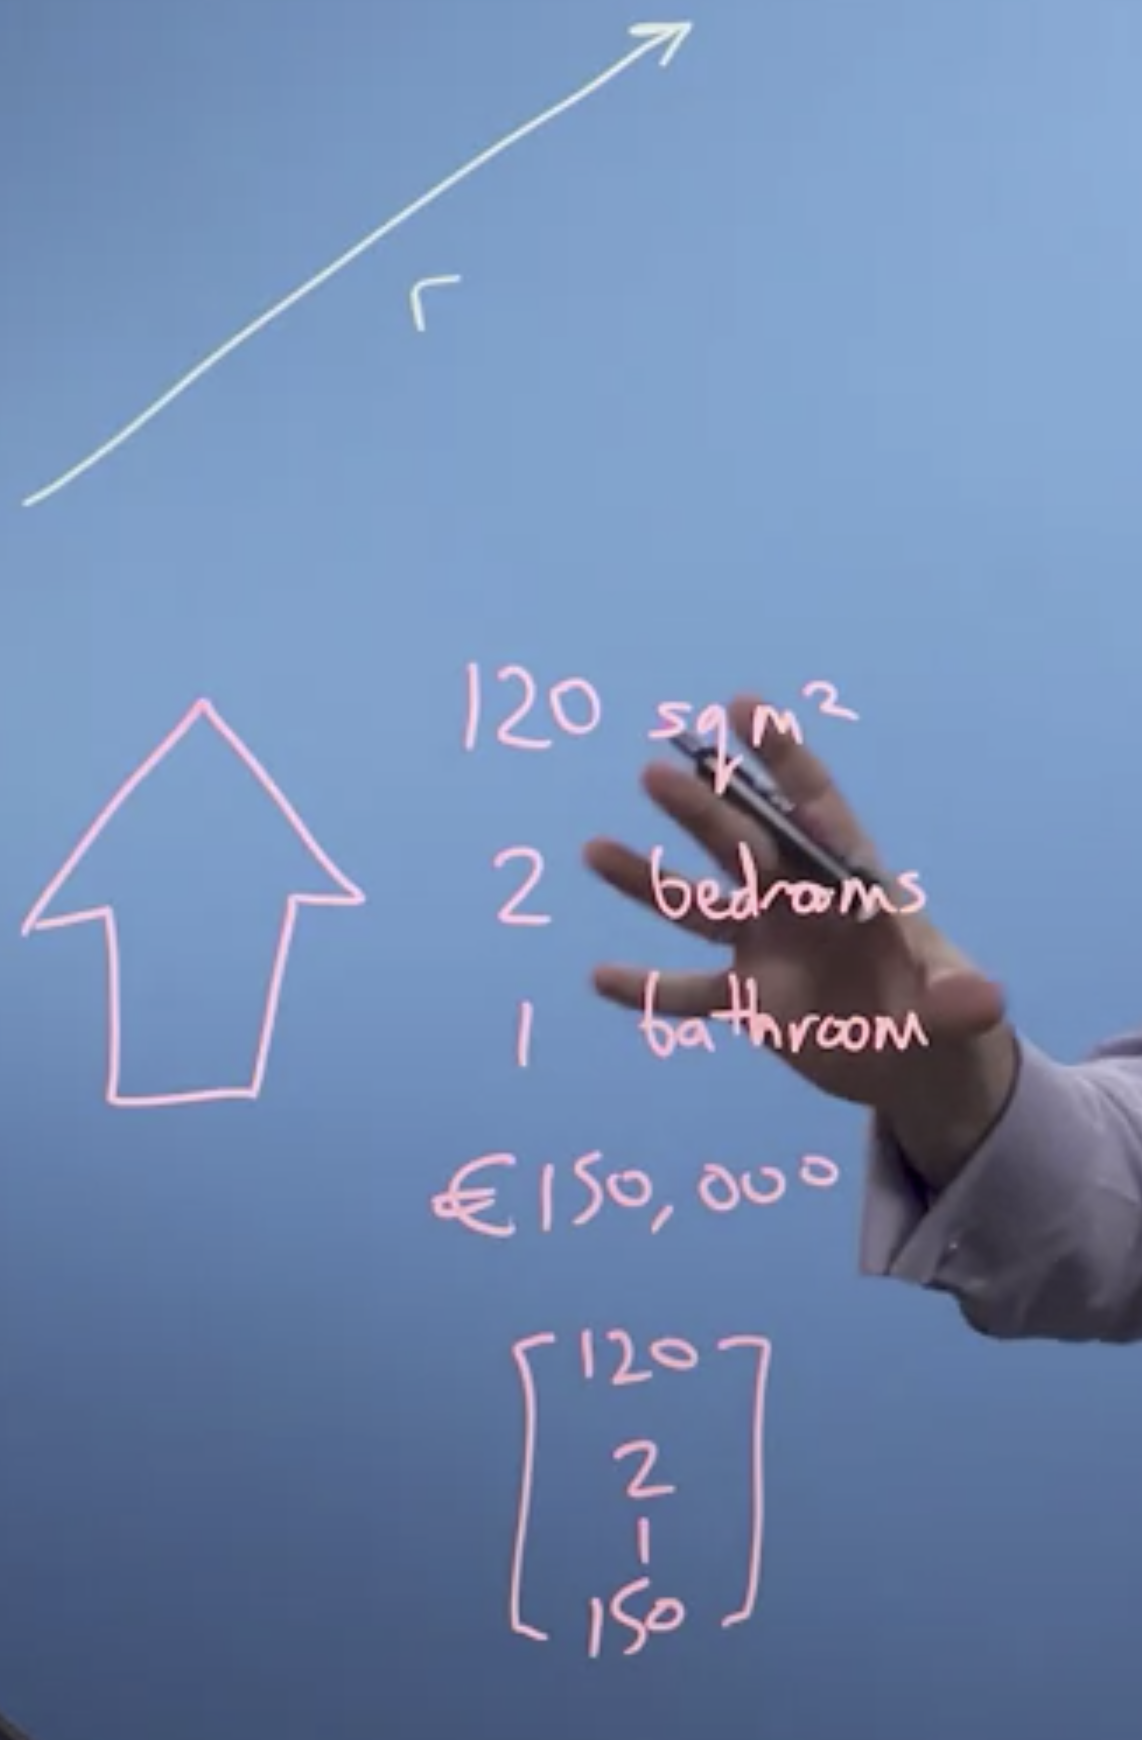 r
120 sqm²
2 bedrooms
1 bathroom
€150,000
120
2
1
150